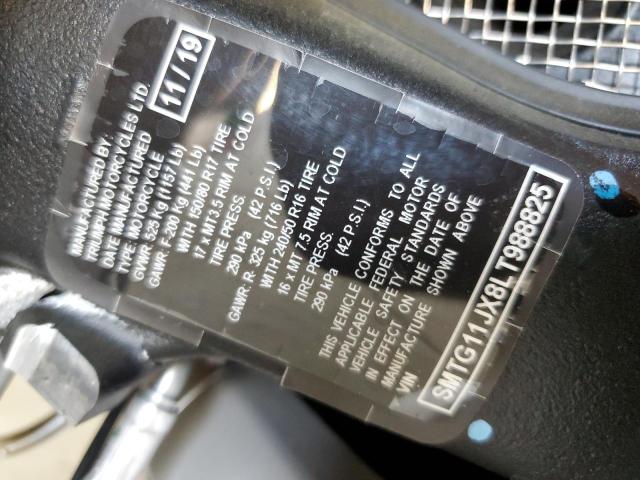 MANUFACTURED BY:
TRIUMPH MOTORCYCLES LTD.
DATE MANUFACTURED 11/19
TYPE: MOTORCYCLE
GVWR: 525 Kg (1157 Lb)
GAWR: F-200 Kg (441 Lb)
WITH 150/80 R17 TIRE
17 x MT3.5 RIM AT COLD
TIRE PRESS.
290 kPa (42 P.S.I.)
GAWR: R- 325 kg (716 Lb)
WITH 240/50 R16 TIRE
16 x MT 7.5 RIM AT COLD
TIRE PRESS.
290 kPa (42 P.S.I.)
THIS VEHICLE CONFORMS TO ALL
APPLICABLE FEDERAL MOTOR
VEHICLE SAFETY STANDARDS
IN EFFECT ON THE DATE OF
MANUFACTURE SHOWN ABOVE
VIN
SMTG11JX8LT988825